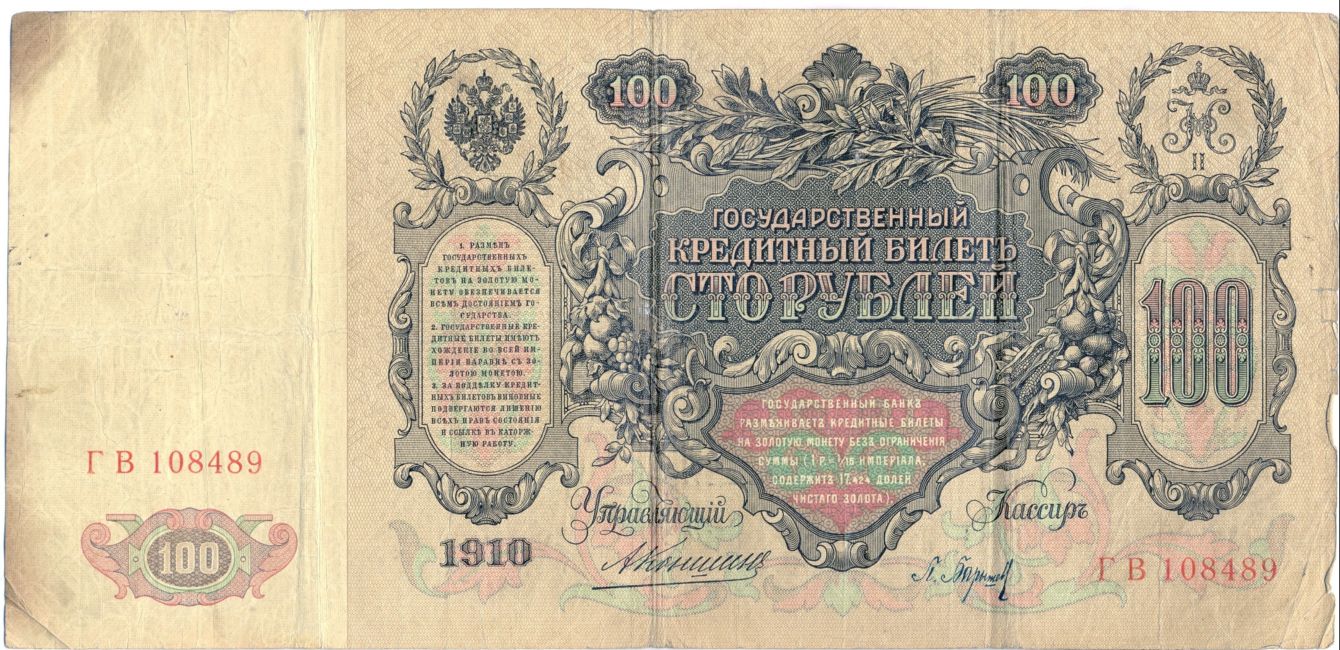 100
100
Н
II
ГОСУДАРСТВЕННЫЙ
КРЕДИТНЫЙ БИЛЕТЪ
СТО РУБЛЕЙ
1. РАЗМѢНЪ
ГОСУДАРСТВЕННЫХЪ
КРЕДИТНЫХЪ БИЛЕ-
ТОВЪ НА ЗОЛОТУЮ МО-
НЕТУ ОБЕЗПЕЧИВАЕТСЯ
ВСѢМЪ ДОСТОЯНІЕМЪ ГО-
СУДАРСТВА.
2. ГОСУДАРСТВЕННЫЕ КРЕ-
ДИТНЫЕ БИЛЕТЫ ИМѢЮТЪ
ХОЖДЕНІЕ ВО ВСЕЙ ИМ-
ПЕРІИ НАРАВНѢ СЪ ЗО-
ЛОТОЮ МОНЕТОЮ.
3. ЗА ПОДДѢЛКУ КРЕДИТ-
НЫХЪ БИЛЕТОВЪ ВИНОВНЫЕ
ПОДВЕРГАЮТСЯ ЛИШЕНІЮ
ВСѢХЪ ПРАВЪ СОСТОЯНІЯ
И ССЫЛКѢ ВЪ КАТОРЖ-
НУЮ РАБОТУ.
100
ГОСУДАРСТВЕННЫЙ БАНКЪ
РАЗМѢНИВАЕТЪ КРЕДИТНЫЕ БИЛЕТЫ
НА ЗОЛОТУЮ МОНЕТУ БЕЗЪ ОГРАНИЧЕНІЯ
СУММЫ (1 Р.= 1/15 ИМПЕРІАЛА,
СОДЕРЖИТЪ 17,424 ДОЛЕЙ
ЧИСТАГО ЗОЛОТА).
ГВ 108489
Управляющій
Кассиръ
100
1910
АКоншинъ
ГВ 108489